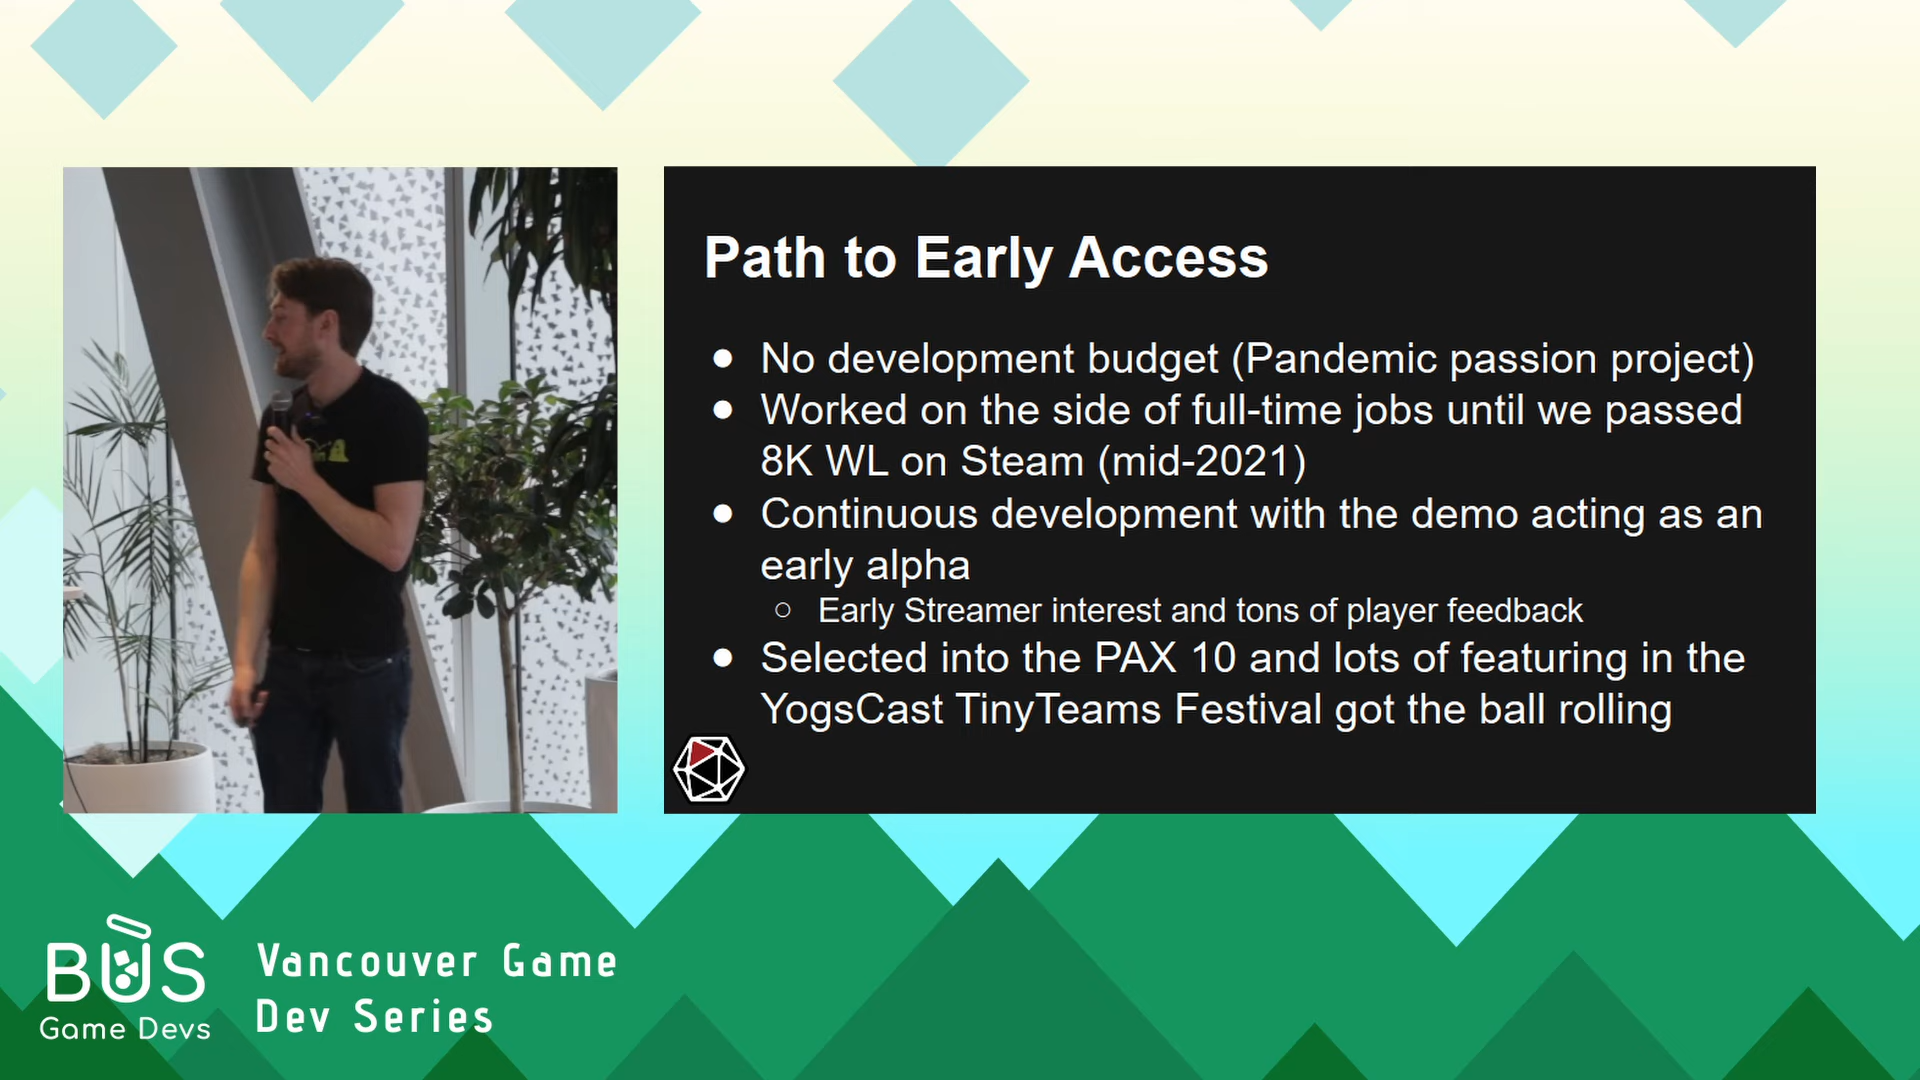 Path to Early Access
● No development budget (Pandemic passion project)
● Worked on the side of full-time jobs until we passed
8K WL on Steam (mid-2021)
● Continuous development with the demo acting as an
early alpha
○ Early Streamer interest and tons of player feedback
● Selected into the PAX 10 and lots of featuring in the
YogsCast TinyTeams Festival got the ball rolling
BUS
Game Devs
Vancouver Game
Dev Series